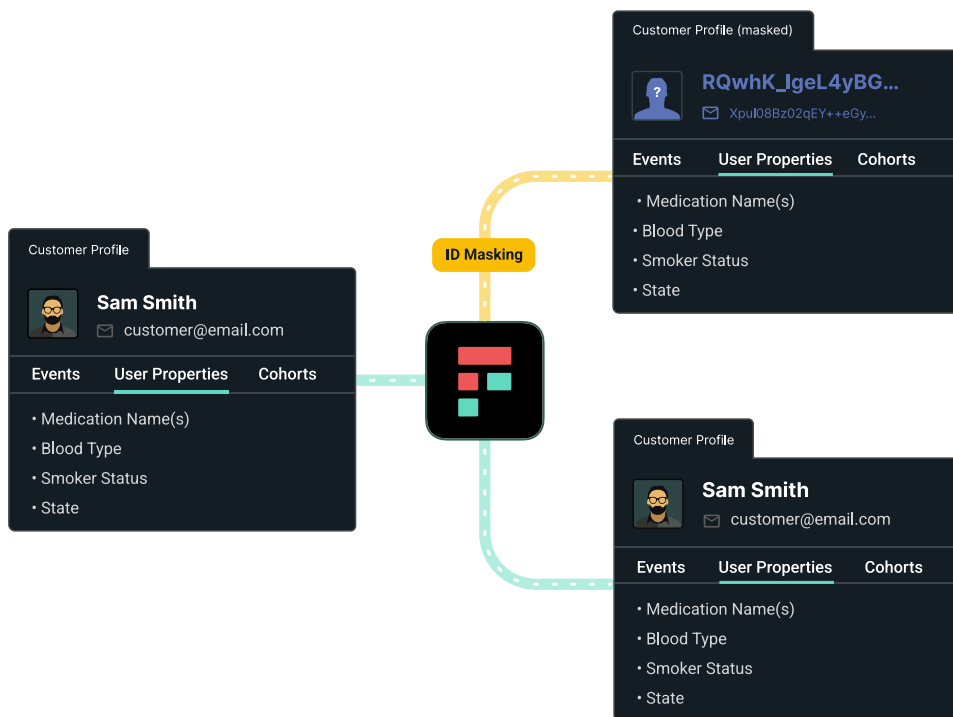 Customer Profile (masked)
RQwhK_IgeL4yBG...
Xpul08Bz02qEY++eGy...
Events User Properties Cohorts
• Medication Name(s)
• Blood Type
• Smoker Status
• State
ID Masking
Customer Profile
Sam Smith
customer@email.com
Events User Properties Cohorts
• Medication Name(s)
• Blood Type
• Smoker Status
• State
Customer Profile
Sam Smith
customer@email.com
Events User Properties Cohorts
• Medication Name(s)
• Blood Type
• Smoker Status
• State